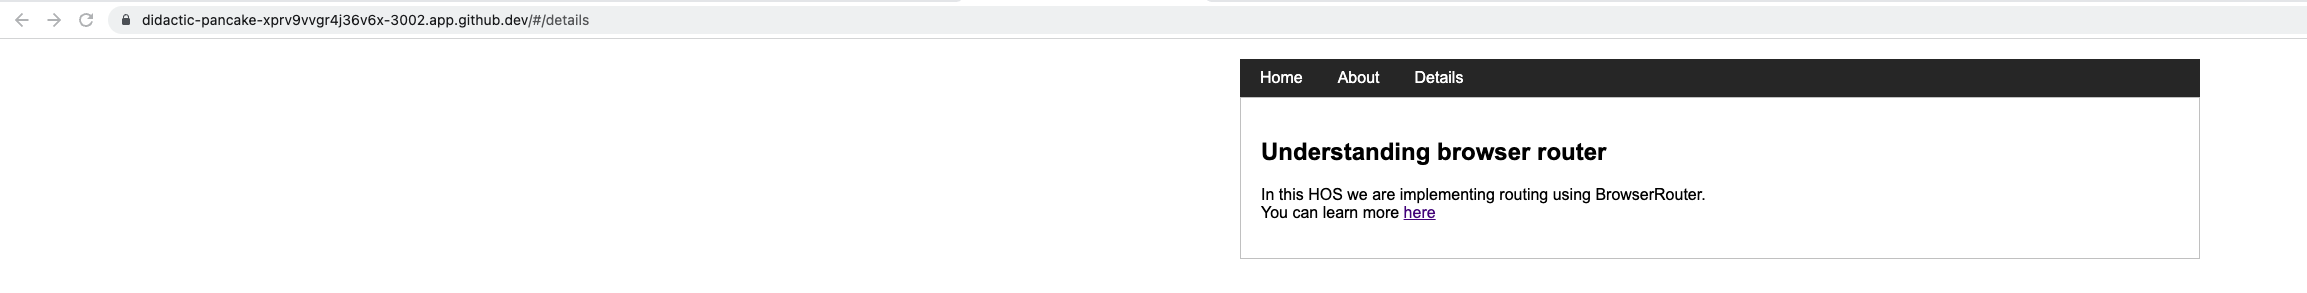 didactic-pancake-xprv9vvgr4j36v6x-3002.app.github.dev/#/details
Home About Details
Understanding browser router
In this HOS we are implementing routing using BrowserRouter.
You can learn more here